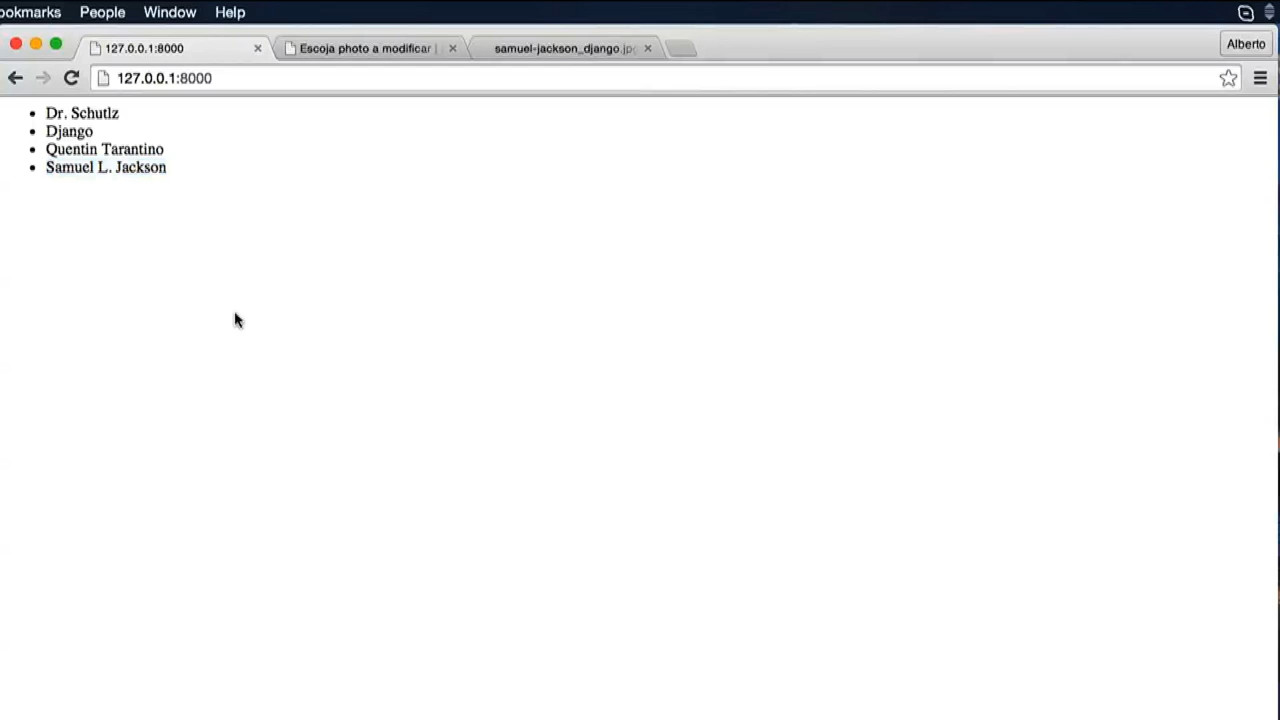 ookmarks People Window Help
127.0.0.1:8000 Escoja photo a modificar | samuel-jackson_django.jpg Alberto
127.0.0.1:8000
Dr. Schutlz
Django
Quentin Tarantino
Samuel L. Jackson